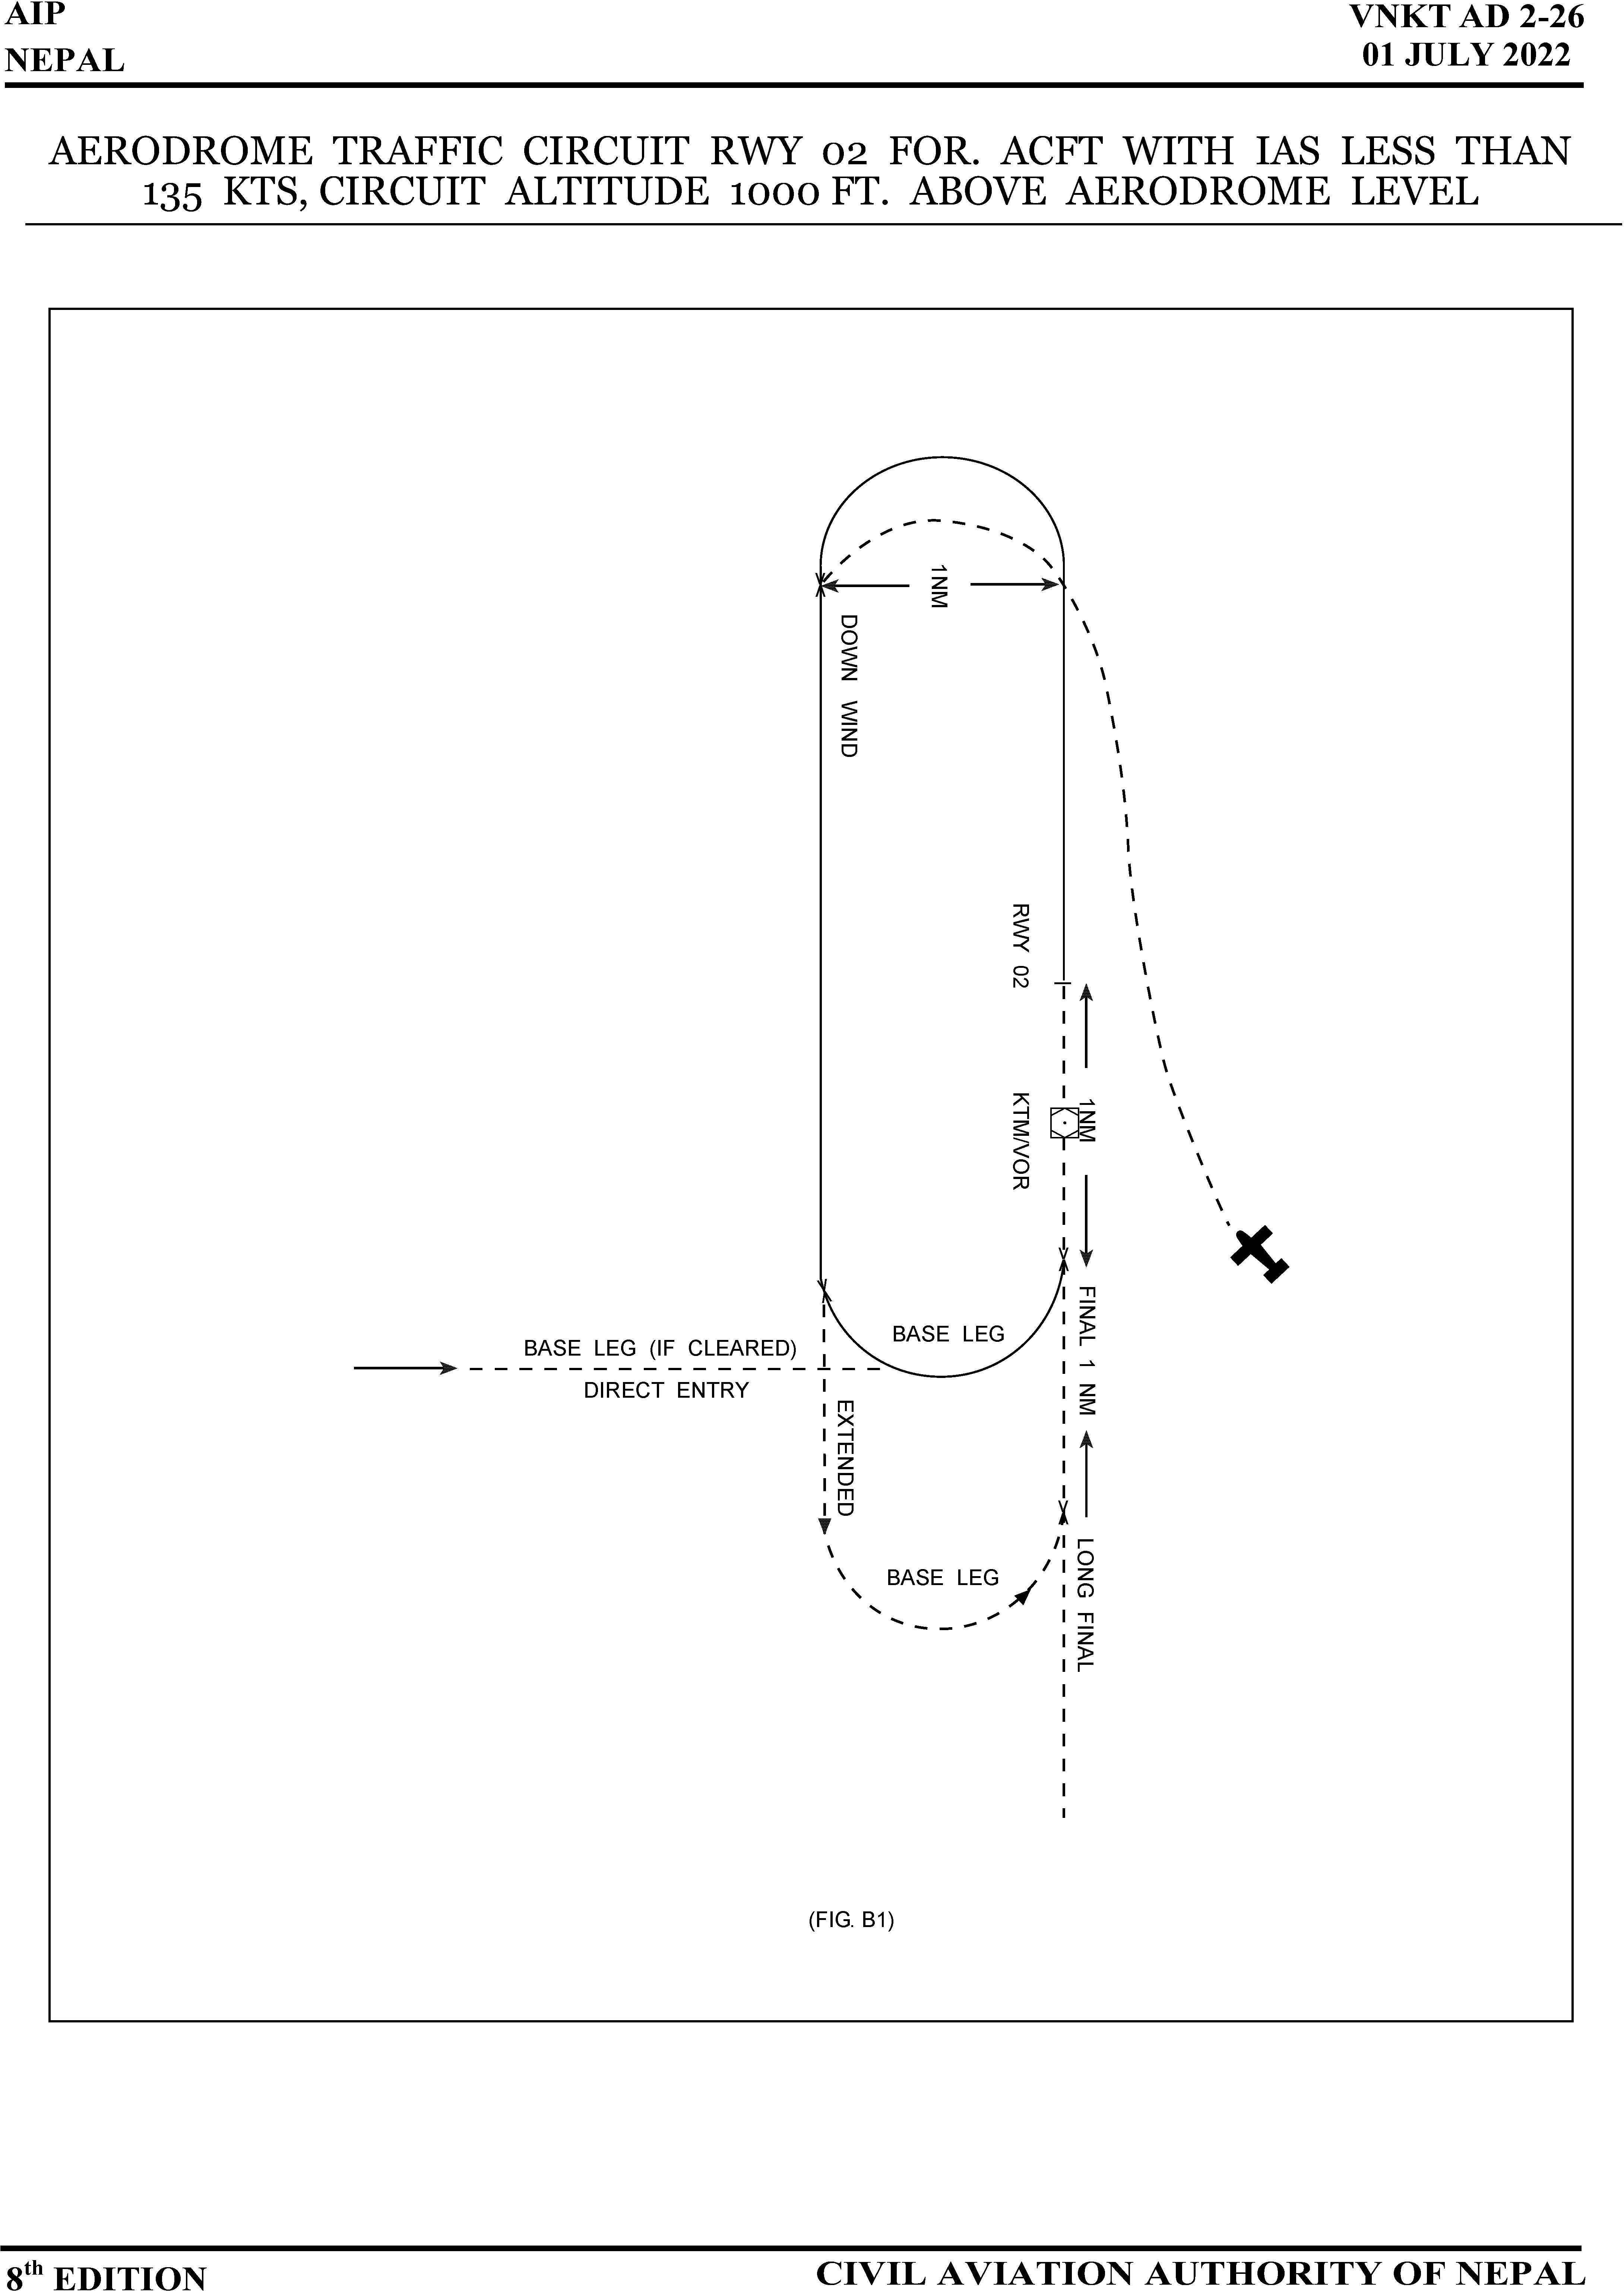 AIP
NEPAL
VNKT AD 2-26
01 JULY 2022
AERODROME TRAFFIC CIRCUIT RWY 02 FOR. ACFT WITH IAS LESS THAN
135 KTS, CIRCUIT ALTITUDE 1000 FT. ABOVE AERODROME LEVEL
1NM
DOWN WIND
RWY 02
KTM/VOR
1NM
FINAL 1 NM
BASE LEG
BASE LEG (IF CLEARED)
DIRECT ENTRY
EXTENDED
BASE LEG
LONG FINAL
(FIG. B1)
8th EDITION
CIVIL AVIATION AUTHORITY OF NEPAL